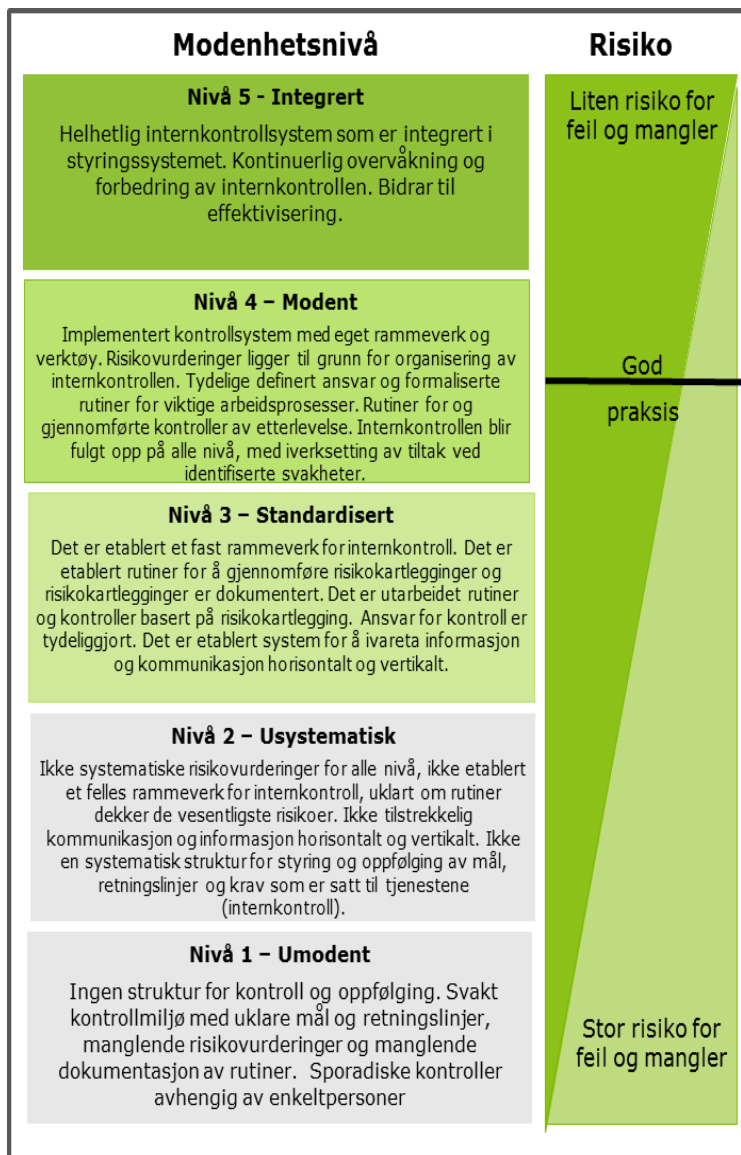 Modenhetsnivå
Risiko
Nivå 5 - Integrert
Helhetlig internkontrollsystem som er integrert i
styringssystemet. Kontinuerlig overvåkning og
forbedring av internkontrollen. Bidrar til
effektivisering.
Liten risiko for
feil og mangler
Nivå 4 – Modent
Implementert kontrollsystem med eget rammeverk og
verktøy. Risikovurderinger ligger til grunn for organisering av
internkontrollen. Tydelige definert ansvar og formaliserte
rutiner for viktige arbeidsprosesser. Rutiner for og
gjennomførte kontroller av etterlevelse. Internkontrollen blir
fulgt opp på alle nivå, med iverksetting av tiltak ved
identifiserte svakheter.
God
praksis
Nivå 3 – Standardisert
Det er etablert et fast rammeverk for internkontroll. Det er
etablert rutiner for å gjennomføre risikokartlegginger og
risikokartlegginger er dokumentert. Det er utarbeidet rutiner
og kontroller basert på risikokartlegging. Ansvar for kontroll er
tydeliggjort. Det er etablert system for å ivareta informasjon
og kommunikasjon horisontalt og vertikalt.
Nivå 2 – Usystematisk
Ikke systematiske risikovurderinger for alle nivå, ikke etablert
et felles rammeverk for internkontroll, uklart om rutiner
dekker de vesentligste risikoer. Ikke tilstrekkelig
kommunikasjon og informasjon horisontalt og vertikalt. Ikke
en systematisk struktur for styring og oppfølging av mål,
retningslinjer og krav som er satt til tjenestene
(internkontroll).
Nivå 1 – Umodent
Ingen struktur for kontroll og oppfølging. Svakt
kontrollmiljø med uklare mål og retningslinjer,
manglende risikovurderinger og manglende
dokumentasjon av rutiner. Sporadiske kontroller
avhengig av enkeltpersoner
Stor risiko for
feil og mangler